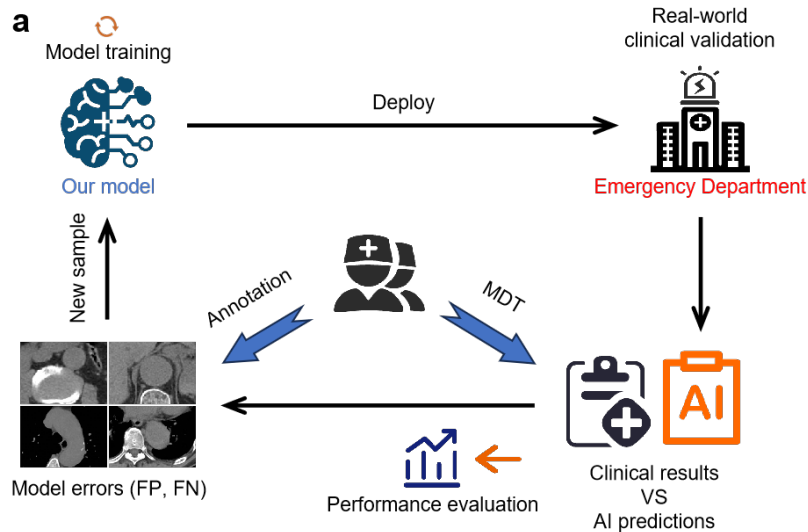 a
Model training
Our model
Deploy
Real-world
clinical validation
Emergency Department
New sample
Annotation
MDT
AI
Model errors (FP, FN)
Performance evaluation
Clinical results
VS
AI predictions